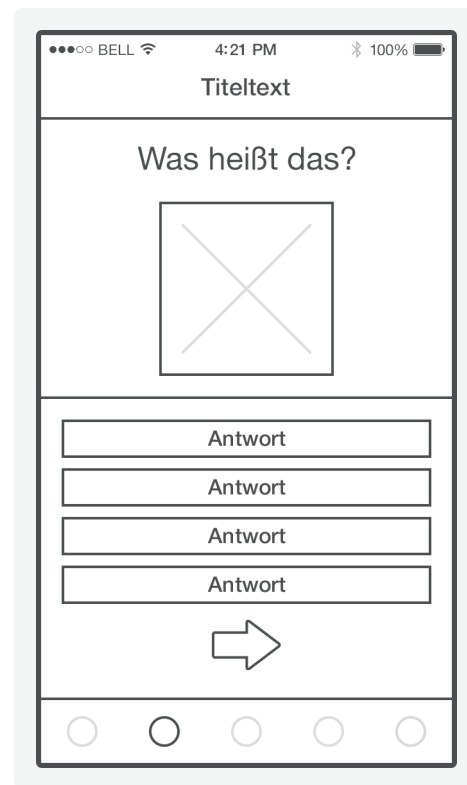 BELL 4:21 PM 100%
Titeltext
Was heißt das?
Antwort
Antwort
Antwort
Antwort